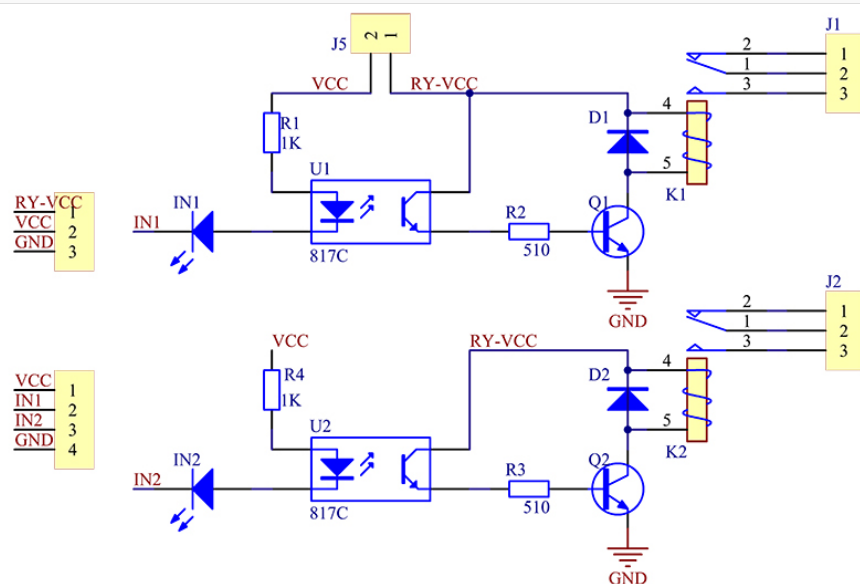 J5 2 1
VCC RY-VCC
R1
1K
U1
817C
IN1
IN1
R2
510
D1
Q1
GND
4
5
K1
J1
2 1
1 2
3 3
RY-VCC 1
VCC 2
GND 3
VCC
R4
1K
U2
817C
IN2
IN2
RY-VCC
R3
510
D2
Q2
GND
4
5
K2
J2
2 1
1 2
3 3
VCC 1
IN1 2
IN2 3
GND 4